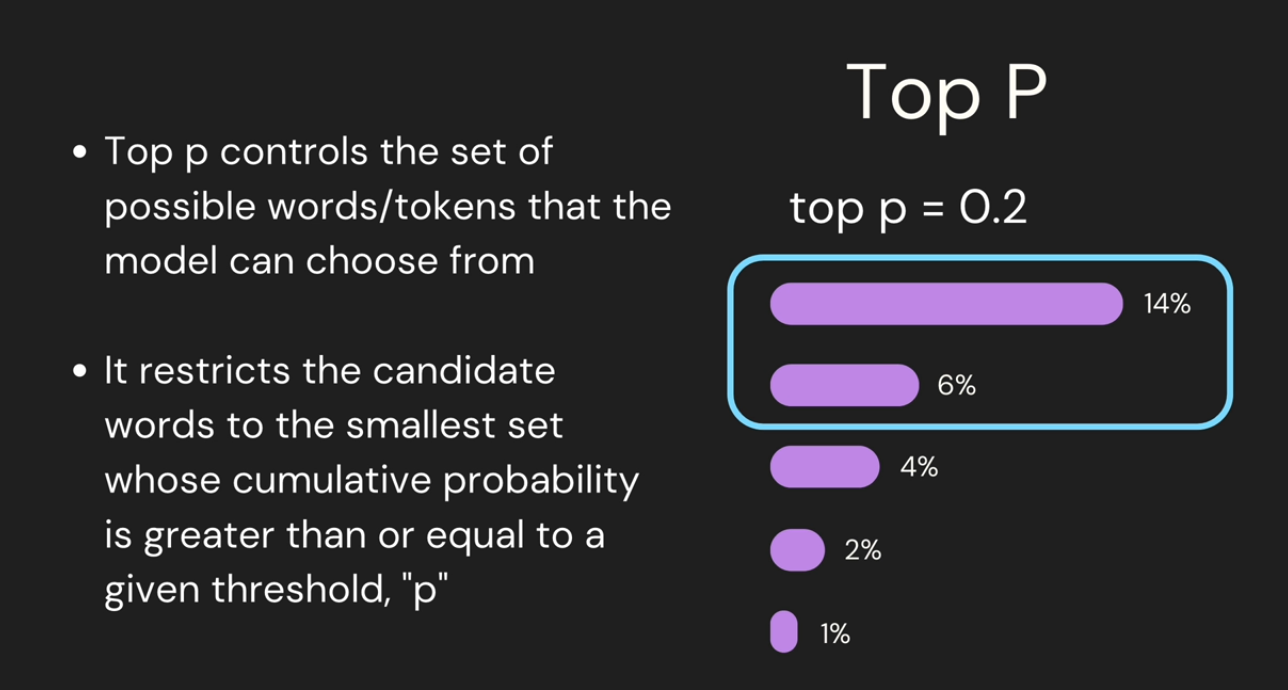 Top P
• Top p controls the set of
possible words/tokens that the
model can choose from
• It restricts the candidate
words to the smallest set
whose cumulative probability
is greater than or equal to a
given threshold, "p"
top p = 0.2
14%
6%
4%
2%
1%